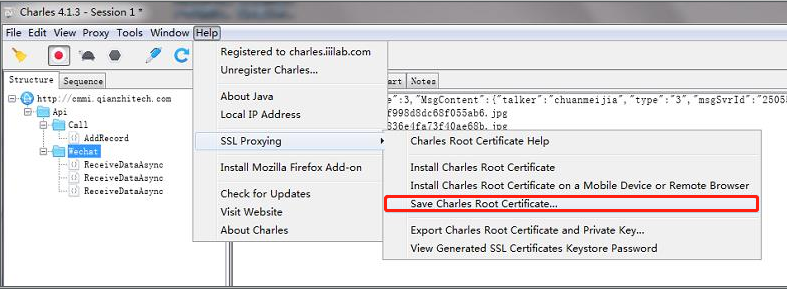 Charles 4.1.3 - Session 1 *
File Edit View Proxy Tools Window Help
Structure Sequence
http://cmmi.qianzhitech.com
Api
Call
AddRecord
Wechat
ReceiveDataAsync
ReceiveDataAsync
ReceiveDataAsync
Registered to charles.iiilab.com
Unregister Charles...
About Java
Local IP Address
SSL Proxying
Install Mozilla Firefox Add-on
Check for Updates
Visit Website
About Charles
art Notes
e":3,"MsgContent":{"talker":"chuanmeijia","type":"3","msgSvrId":"25055
f998d8dc68f055ab6.jpg
836e4fa73f40ae68b.jpg
Charles Root Certificate Help
Install Charles Root Certificate
Install Charles Root Certificate on a Mobile Device or Remote Browser
Save Charles Root Certificate...
Export Charles Root Certificate and Private Key...
View Generated SSL Certificates Keystore Password